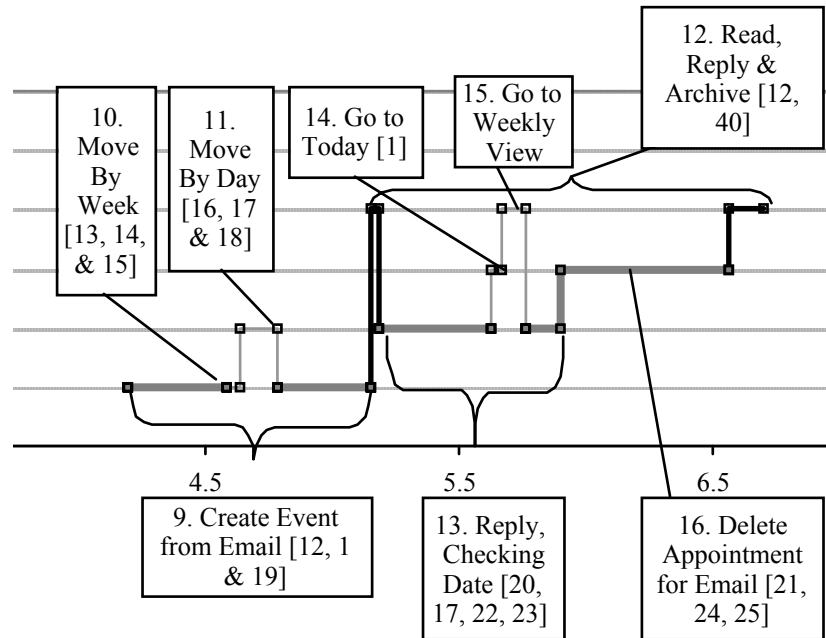 12. Read,
Reply &
Archive [12,
40]
10.
Move
By
Week
[13, 14,
& 15]
11.
Move
By Day
[16, 17
& 18]
14. Go to
Today [1]
15. Go to
Weekly
View
4.5
5.5
6.5
9. Create Event
from Email [12, 1
& 19]
13. Reply,
Checking
Date [20,
17, 22, 23]
16. Delete
Appointment
for Email [21,
24, 25]